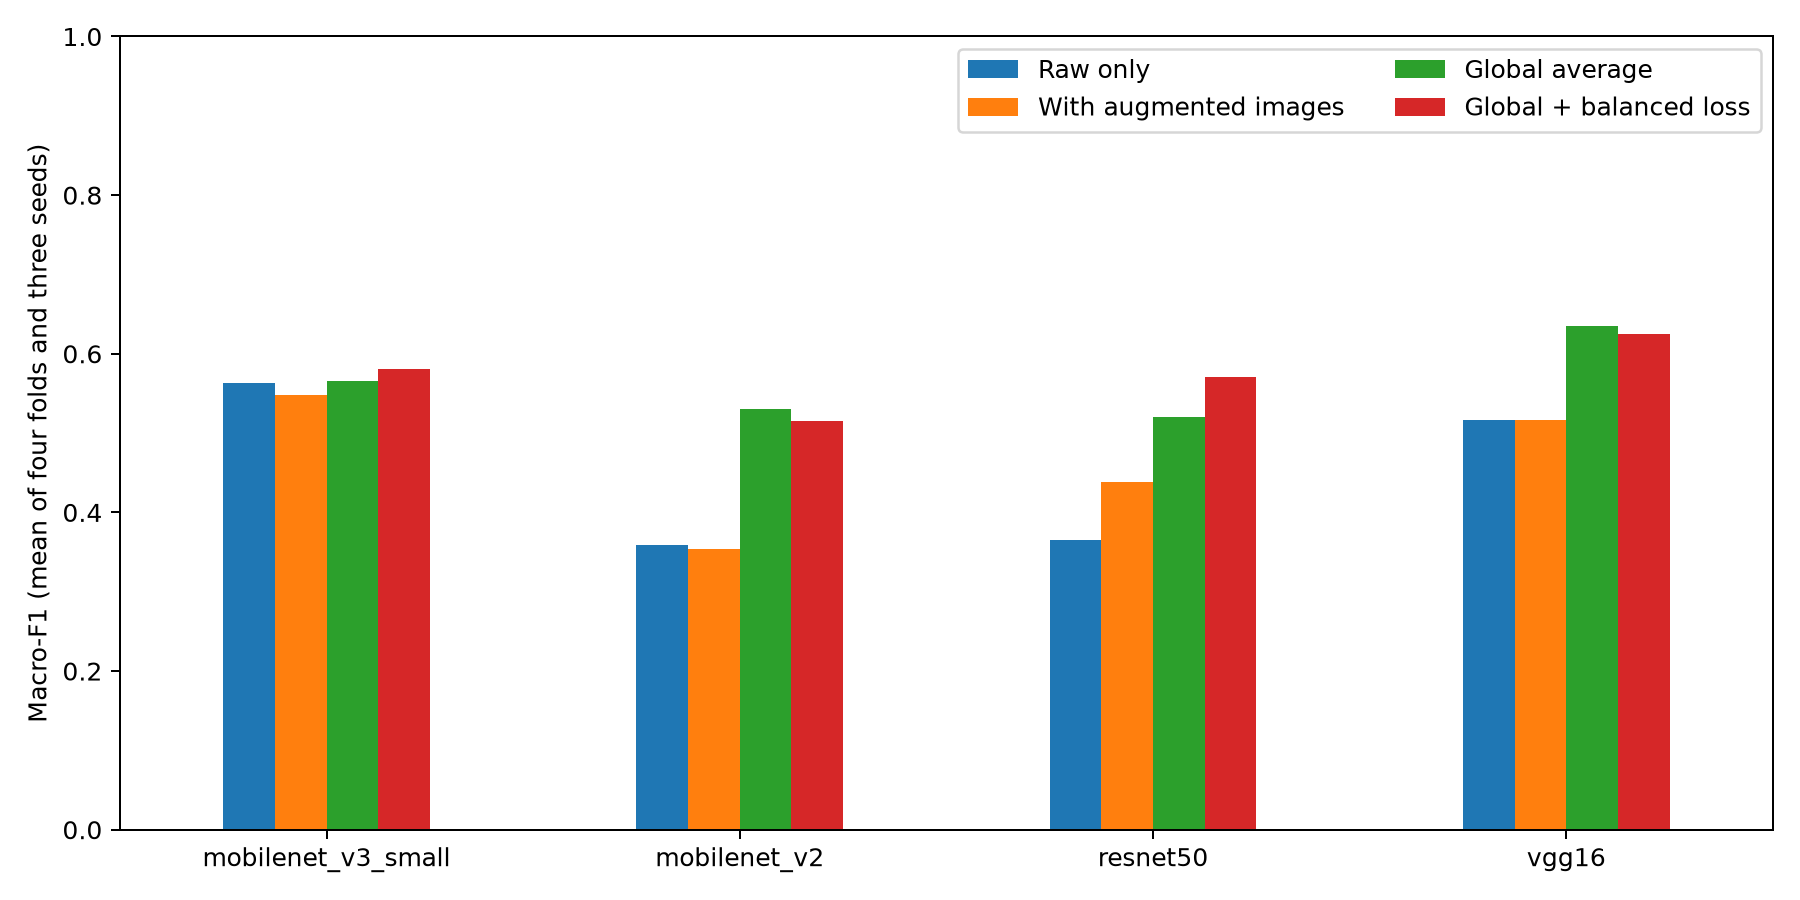 Macro-F1 (mean of four folds and three seeds)
1.0
0.8
0.6
0.4
0.2
0.0
Raw only
With augmented images
Global average
Global + balanced loss
mobilenet_v3_small
mobilenet_v2
resnet50
vgg16